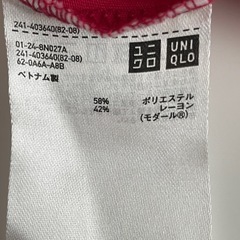 241-403640(82-08)
ユニ
クロ
UNI
QLO
01-24-8N027A
241-403640(82-08)
62-0A6A-A8B
ベトナム製
58% ポリエステル
42% レーヨン
(モダール®)